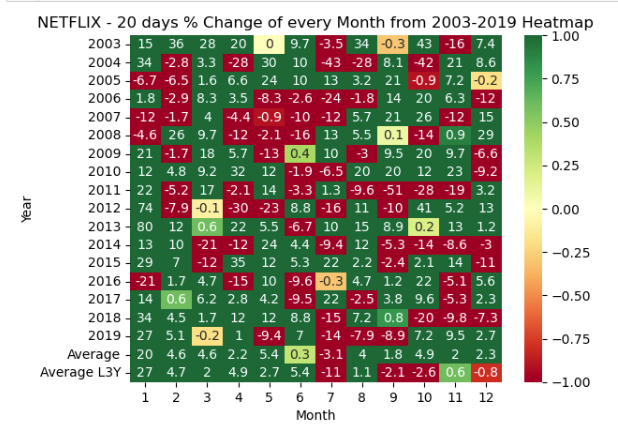 NETFLIX - 20 days % Change of every Month from 2003-2019 Heatmap
2003 15 36 28 20 0 9.7 -3.5 34 -0.3 43 -16 7.4
2004 34 -2.8 3.3 -28 30 10 -43 -28 8.1 -42 21 8.6
2005 -6.7 -6.5 1.6 6.6 24 10 13 3.2 21 -0.9 7.2 -0.2
2006 1.8 -2.9 8.3 3.5 -8.3 -2.6 -24 -1.8 14 20 6.3 -12
2007 -12 -1.7 4 -4.4 -0.9 -10 -12 5.7 21 26 -12 15
2008 -4.6 26 9.7 -12 -2.1 -16 13 5.5 0.1 -14 0.9 29
2009 21 -1.7 18 5.7 -13 0.4 10 -3 9.5 20 9.7 -6.6
2010 12 4.8 9.2 32 12 -1.9 -6.5 20 20 12 23 -9.2
2011 22 -5.2 17 -2.1 14 -3.3 1.3 -9.6 -51 -28 -19 3.2
2012 74 -7.9 -0.1 -30 -23 8.8 -16 11 -10 41 5.2 13
2013 80 12 0.6 22 5.5 -6.7 10 15 8.9 0.2 13 1.2
2014 13 10 -21 -12 24 4.4 -9.4 12 -5.3 -14 -8.6 -3
2015 29 7 -12 35 12 5.3 22 2.2 -2.4 2.1 14 -11
2016 -21 1.7 4.7 -15 10 -9.6 -0.3 4.7 1.2 22 -5.1 5.6
2017 14 0.6 6.2 2.8 4.2 -9.5 22 -2.5 3.8 9.6 -5.3 2.3
2018 34 4.5 1.7 12 12 8.8 -15 7.2 0.8 -20 -9.8 -7.3
2019 27 5.1 -0.2 1 -9.4 7 -14 -7.9 -8.9 7.2 9.5 2.7
Average 20 4.6 4.6 2.2 5.4 0.3 -3.1 4 1.8 4.9 2 2.3
Average L3Y 27 4.7 2 4.9 2.7 5.4 -11 1.1 -2.1 -2.6 0.6 -0.8
1 2 3 4 5 6 7 8 9 10 11 12
Month
Year
1.00
0.75
0.50
0.25
0.00
−0.25
−0.50
−0.75
−1.00